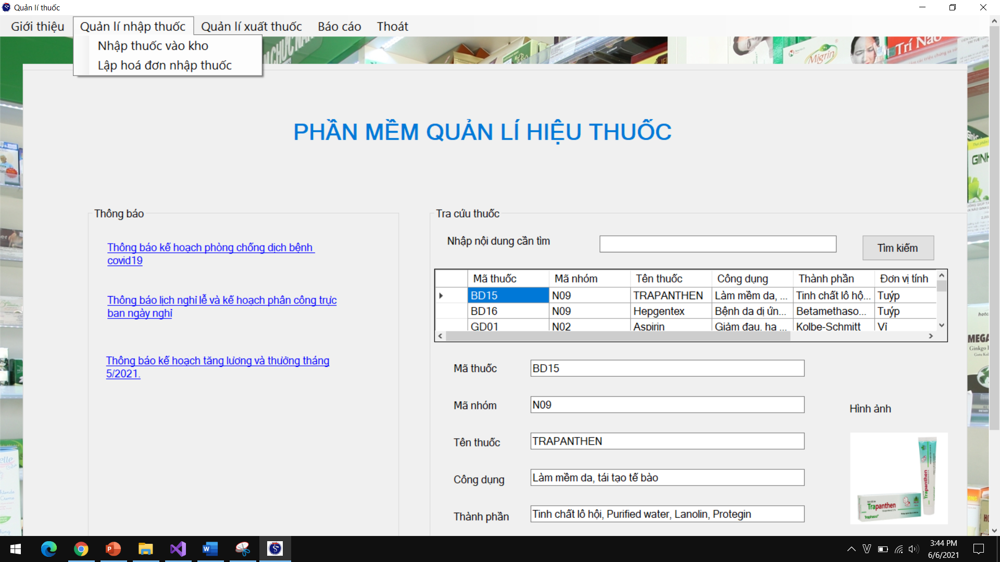 Quản lí thuốc
Giới thiệu Quản lí nhập thuốc Quản lí xuất thuốc Báo cáo Thoát
Nhập thuốc vào kho
Lập hoá đơn nhập thuốc
Migrin
Trí Não
PHẦN MỀM QUẢN LÍ HIỆU THUỐC
Thông báo
Thông báo kế hoạch phòng chống dịch bệnh
covid19
Thông báo lịch nghỉ lễ và kế hoạch phân công trực
ban ngày nghỉ
Thông báo kế hoạch tăng lương và thưởng tháng
5/2021.
Tra cứu thuốc
Nhập nội dung cần tìm
Tìm kiếm
Mã thuốc Mã nhóm Tên thuốc Công dụng Thành phần Đơn vị tính
BD15 N09 TRAPANTHEN Làm mềm da, ... Tinh chất lô hộ... Tuýp
BD16 N09 Hepgentex Bệnh da dị ứn... Betamethaso... Tuýp
GD01 N02 Aspirin Giảm đau, hạ ... Kolbe-Schmitt Vỉ
Mã thuốc BD15
Mã nhóm N09
Tên thuốc TRAPANTHEN
Công dụng Làm mềm da, tái tạo tế bào
Thành phần Tinh chất lô hội, Purified water, Lanolin, Protegin
Hình ảnh
Trapanthen
Trapanthen
Traphaco
3:44 PM
6/6/2021